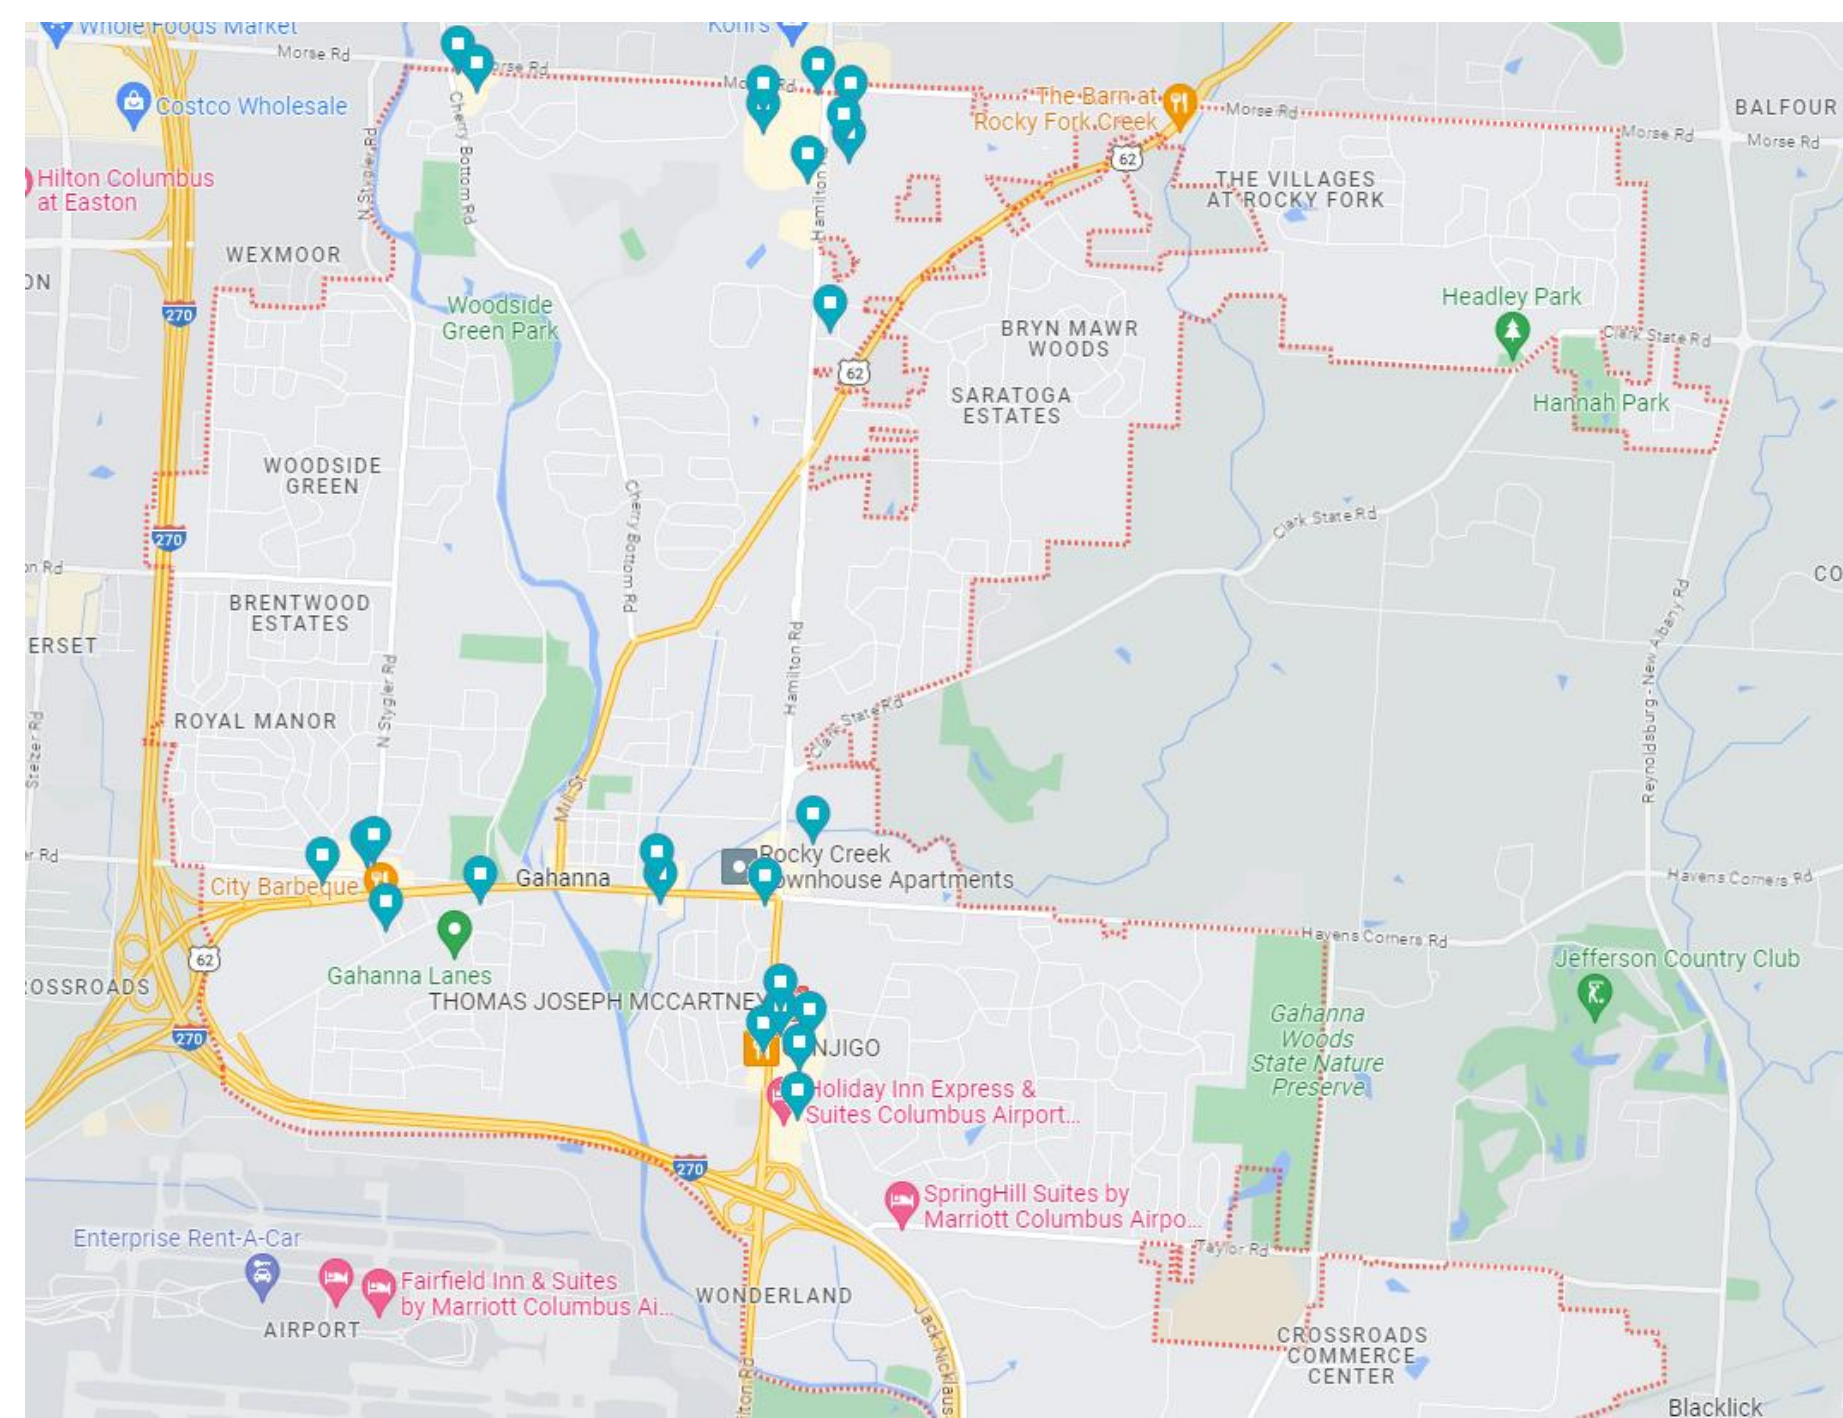 Whole Foods Market
Kohl's
Morse Rd
Morse Rd
The Barn at
Rocky Fork Creek
Morse Rd
BALFOUR
Morse Rd
Morse Rd
Costco Wholesale
N Stygler Rd
Cherry Bottom Rd
62
Hilton Columbus
at Easton
THE VILLAGES
AT ROCKY FORK
Hamilton Rd
WEXMOOR
270
Woodside
Green Park
Headley Park
BRYN MAWR
WOODS
Clark State Rd
62
SARATOGA
ESTATES
Hannah Park
WOODSIDE
GREEN
Cherry Bottom Rd
Clark State Rd
270
BRENTWOOD
ESTATES
Hamilton Rd
Reynoldsburg - New Albany Rd
ERSET
N Stygler Rd
ROYAL MANOR
Clark State Rd
Stelzer Rd
Mill St
Rocky Creek
ownhouse Apartments
City Barbeque
Gahanna
Havens Corners Rd
Havens Corners Rd
62
Gahanna Lanes
Jefferson Country Club
OSSROADS
THOMAS JOSEPH MCCARTNEY
Gahanna
Woods
State Nature
Preserve
270
NJIGO
Holiday Inn Express &
Suites Columbus Airport...
270
SpringHill Suites by
Marriott Columbus Airpo...
Taylor Rd
Enterprise Rent-A-Car
Fairfield Inn & Suites
by Marriott Columbus Ai...
WONDERLAND
AIRPORT
Jack Nicklaus
CROSSROADS
COMMERCE
CENTER
ilton Rd
Blacklick